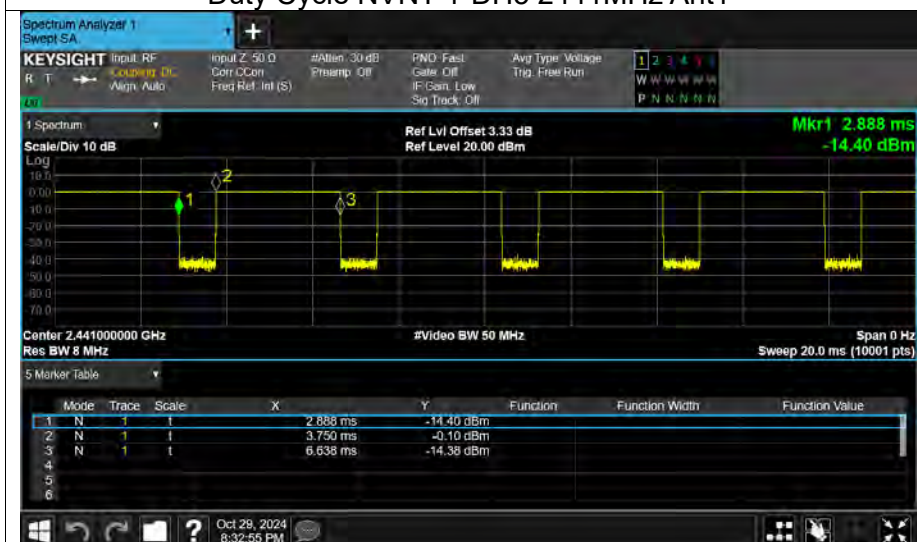 Spectrum Analyzer 1
Swept SA
+
KEYSIGHT Input: RF Input Z: 50 Ω #Atten: 30 dB PNO: Fast Avg Type: Voltage 1 2 3 4 5 6
R T Coupling: DC Corr CCorr Preamp: Off Gate: Off Trig: Free Run W W W W W W
Align: Auto Freq Ref: Int (S) IF Gain: Low
Sig Track: Off P N N N N N
1 Spectrum Ref Lvl Offset 3.33 dB Mkr1 2.888 ms
Scale/Div 10 dB Ref Level 20.00 dBm -14.40 dBm
Log
10.0
0.00
-10.0
-20.0
-30.0
-40.0
-50.0
-60.0
-70.0
1
2
3
Center 2.441000000 GHz #Video BW 50 MHz Span 0 Hz
Res BW 8 MHz Sweep 20.0 ms (10001 pts)
5 Marker Table
Mode Trace Scale X Y Function Function Width Function Value
1 N 1 t 2.888 ms -14.40 dBm
2 N 1 t 3.750 ms -0.10 dBm
3 N 1 t 6.638 ms -14.38 dBm
4
5
6
? Oct 29, 2024
8:32:55 PM